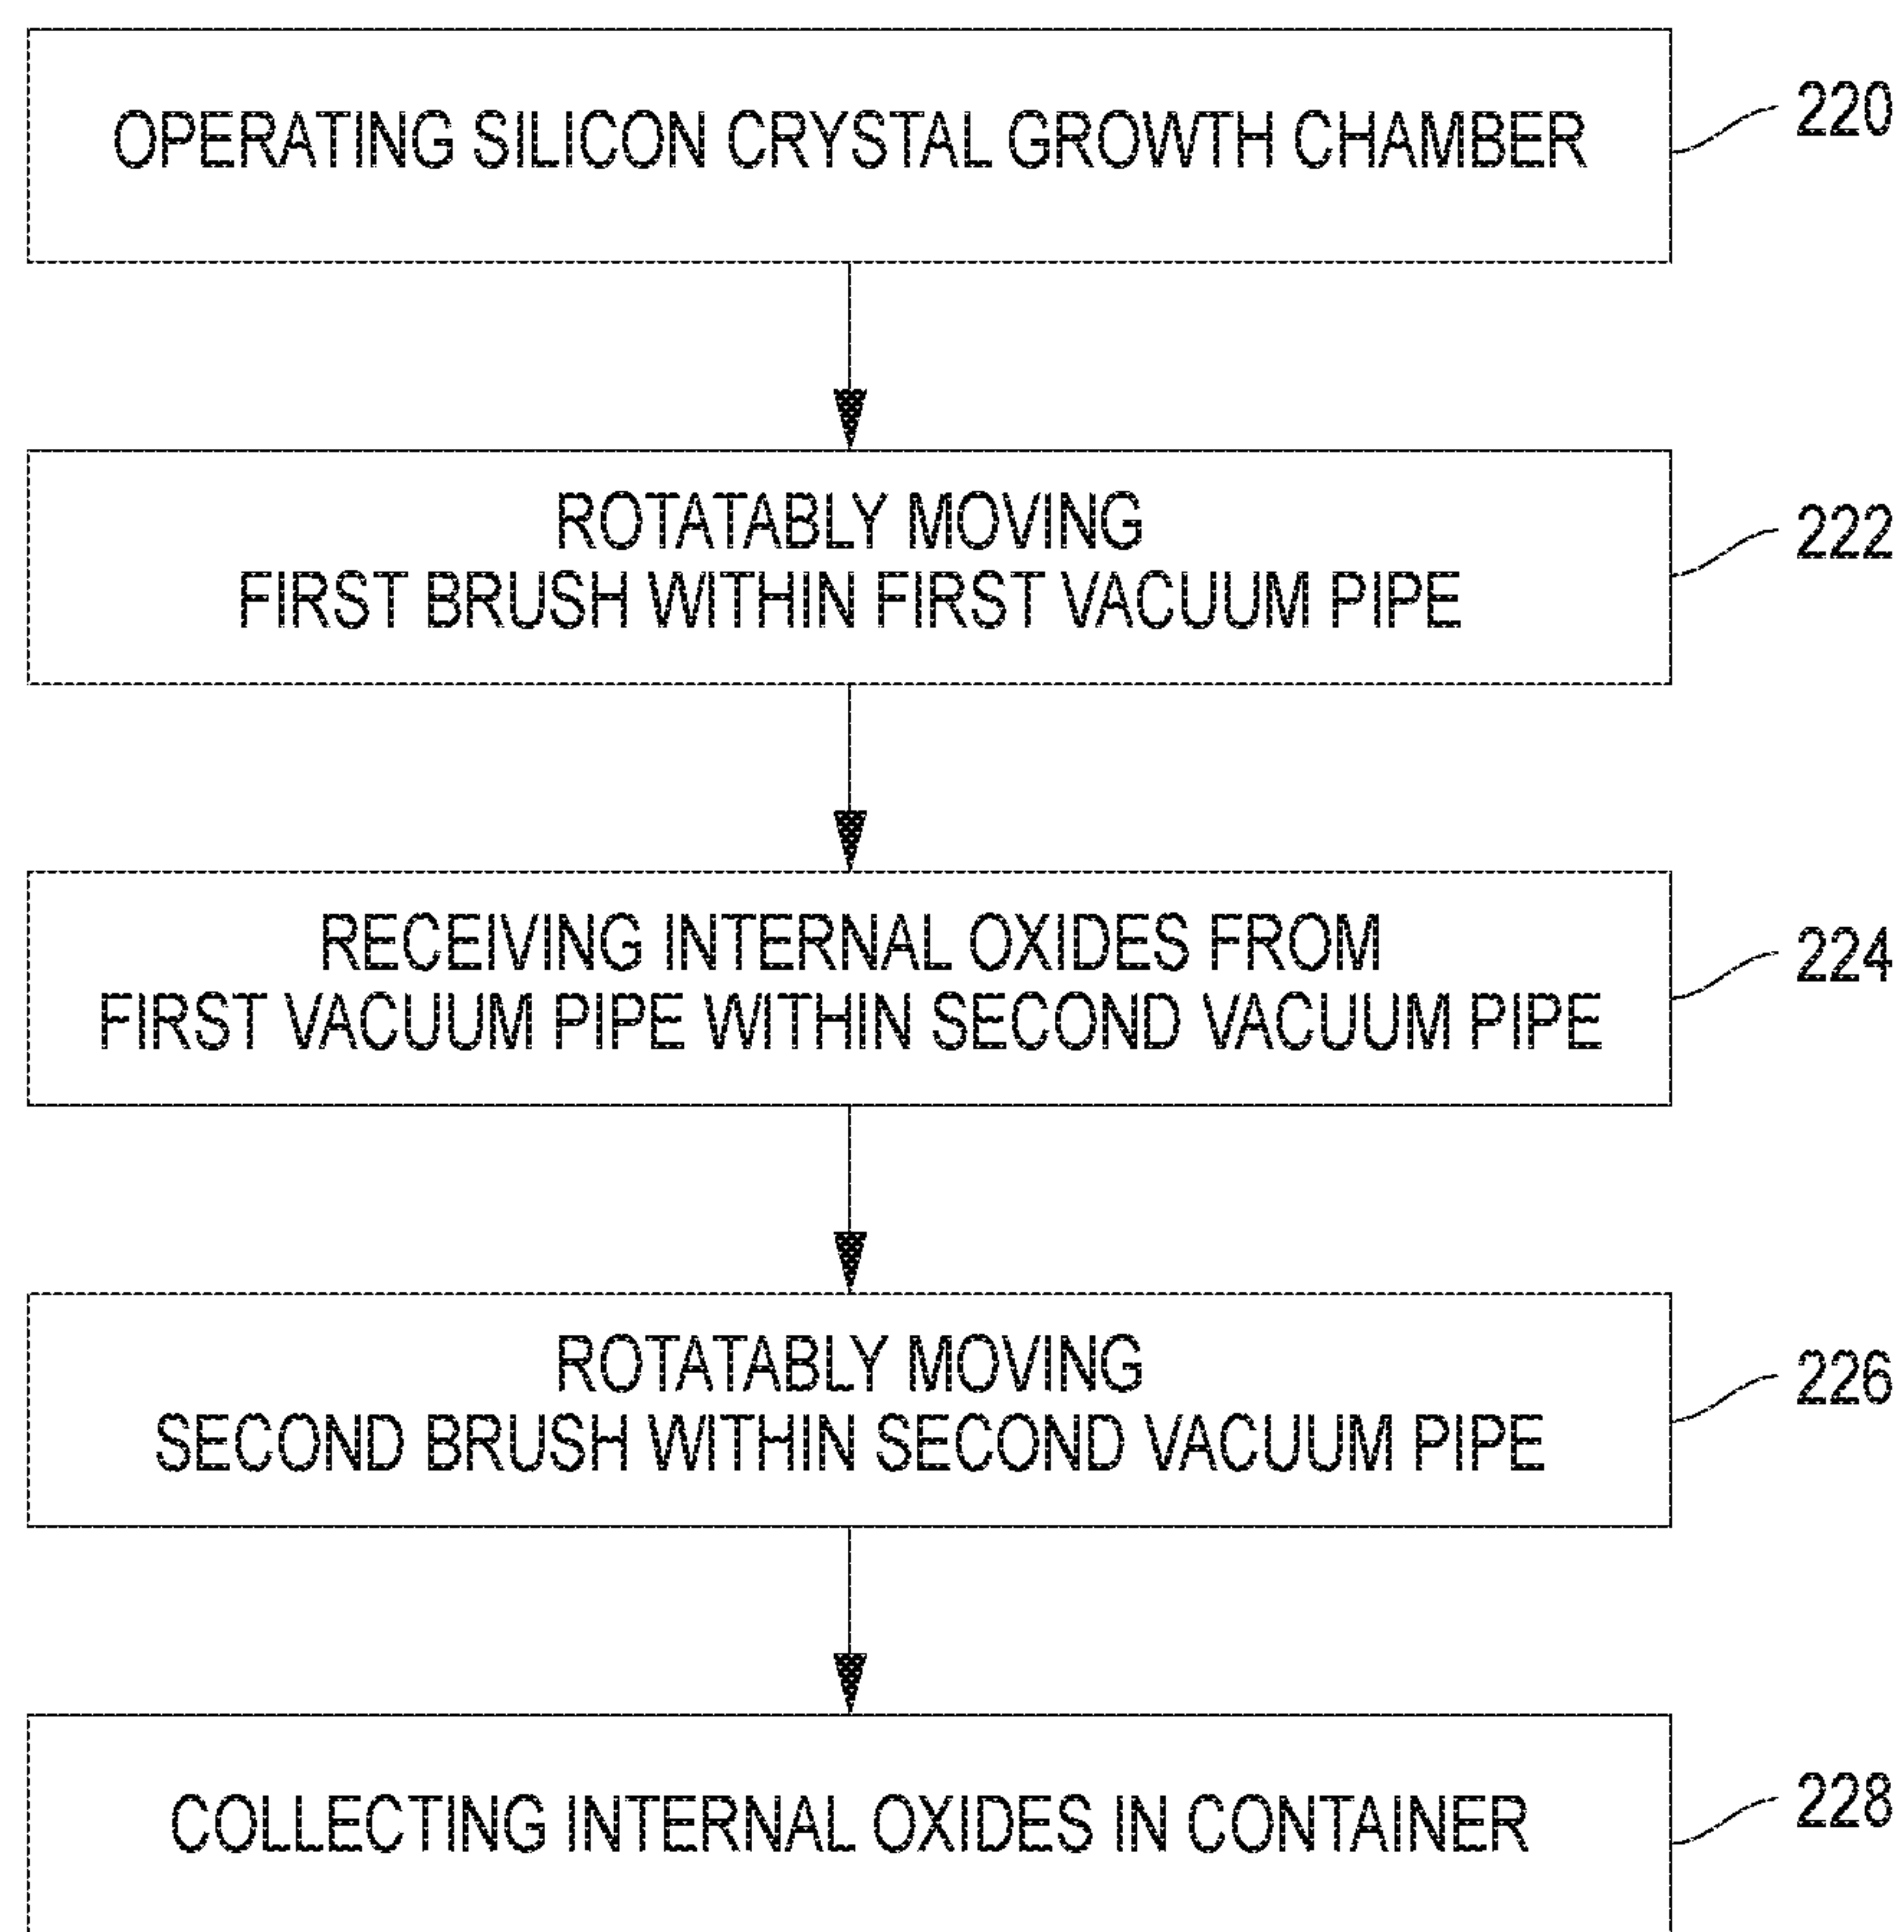 OPERATING SILICON CRYSTAL GROWTH CHAMBER
220
ROTATABLY MOVING
FIRST BRUSH WITHIN FIRST VACUUM PIPE
222
RECEIVING INTERNAL OXIDES FROM
FIRST VACUUM PIPE WITHIN SECOND VACUUM PIPE
224
ROTATABLY MOVING
SECOND BRUSH WITHIN SECOND VACUUM PIPE
226
COLLECTING INTERNAL OXIDES IN CONTAINER
228